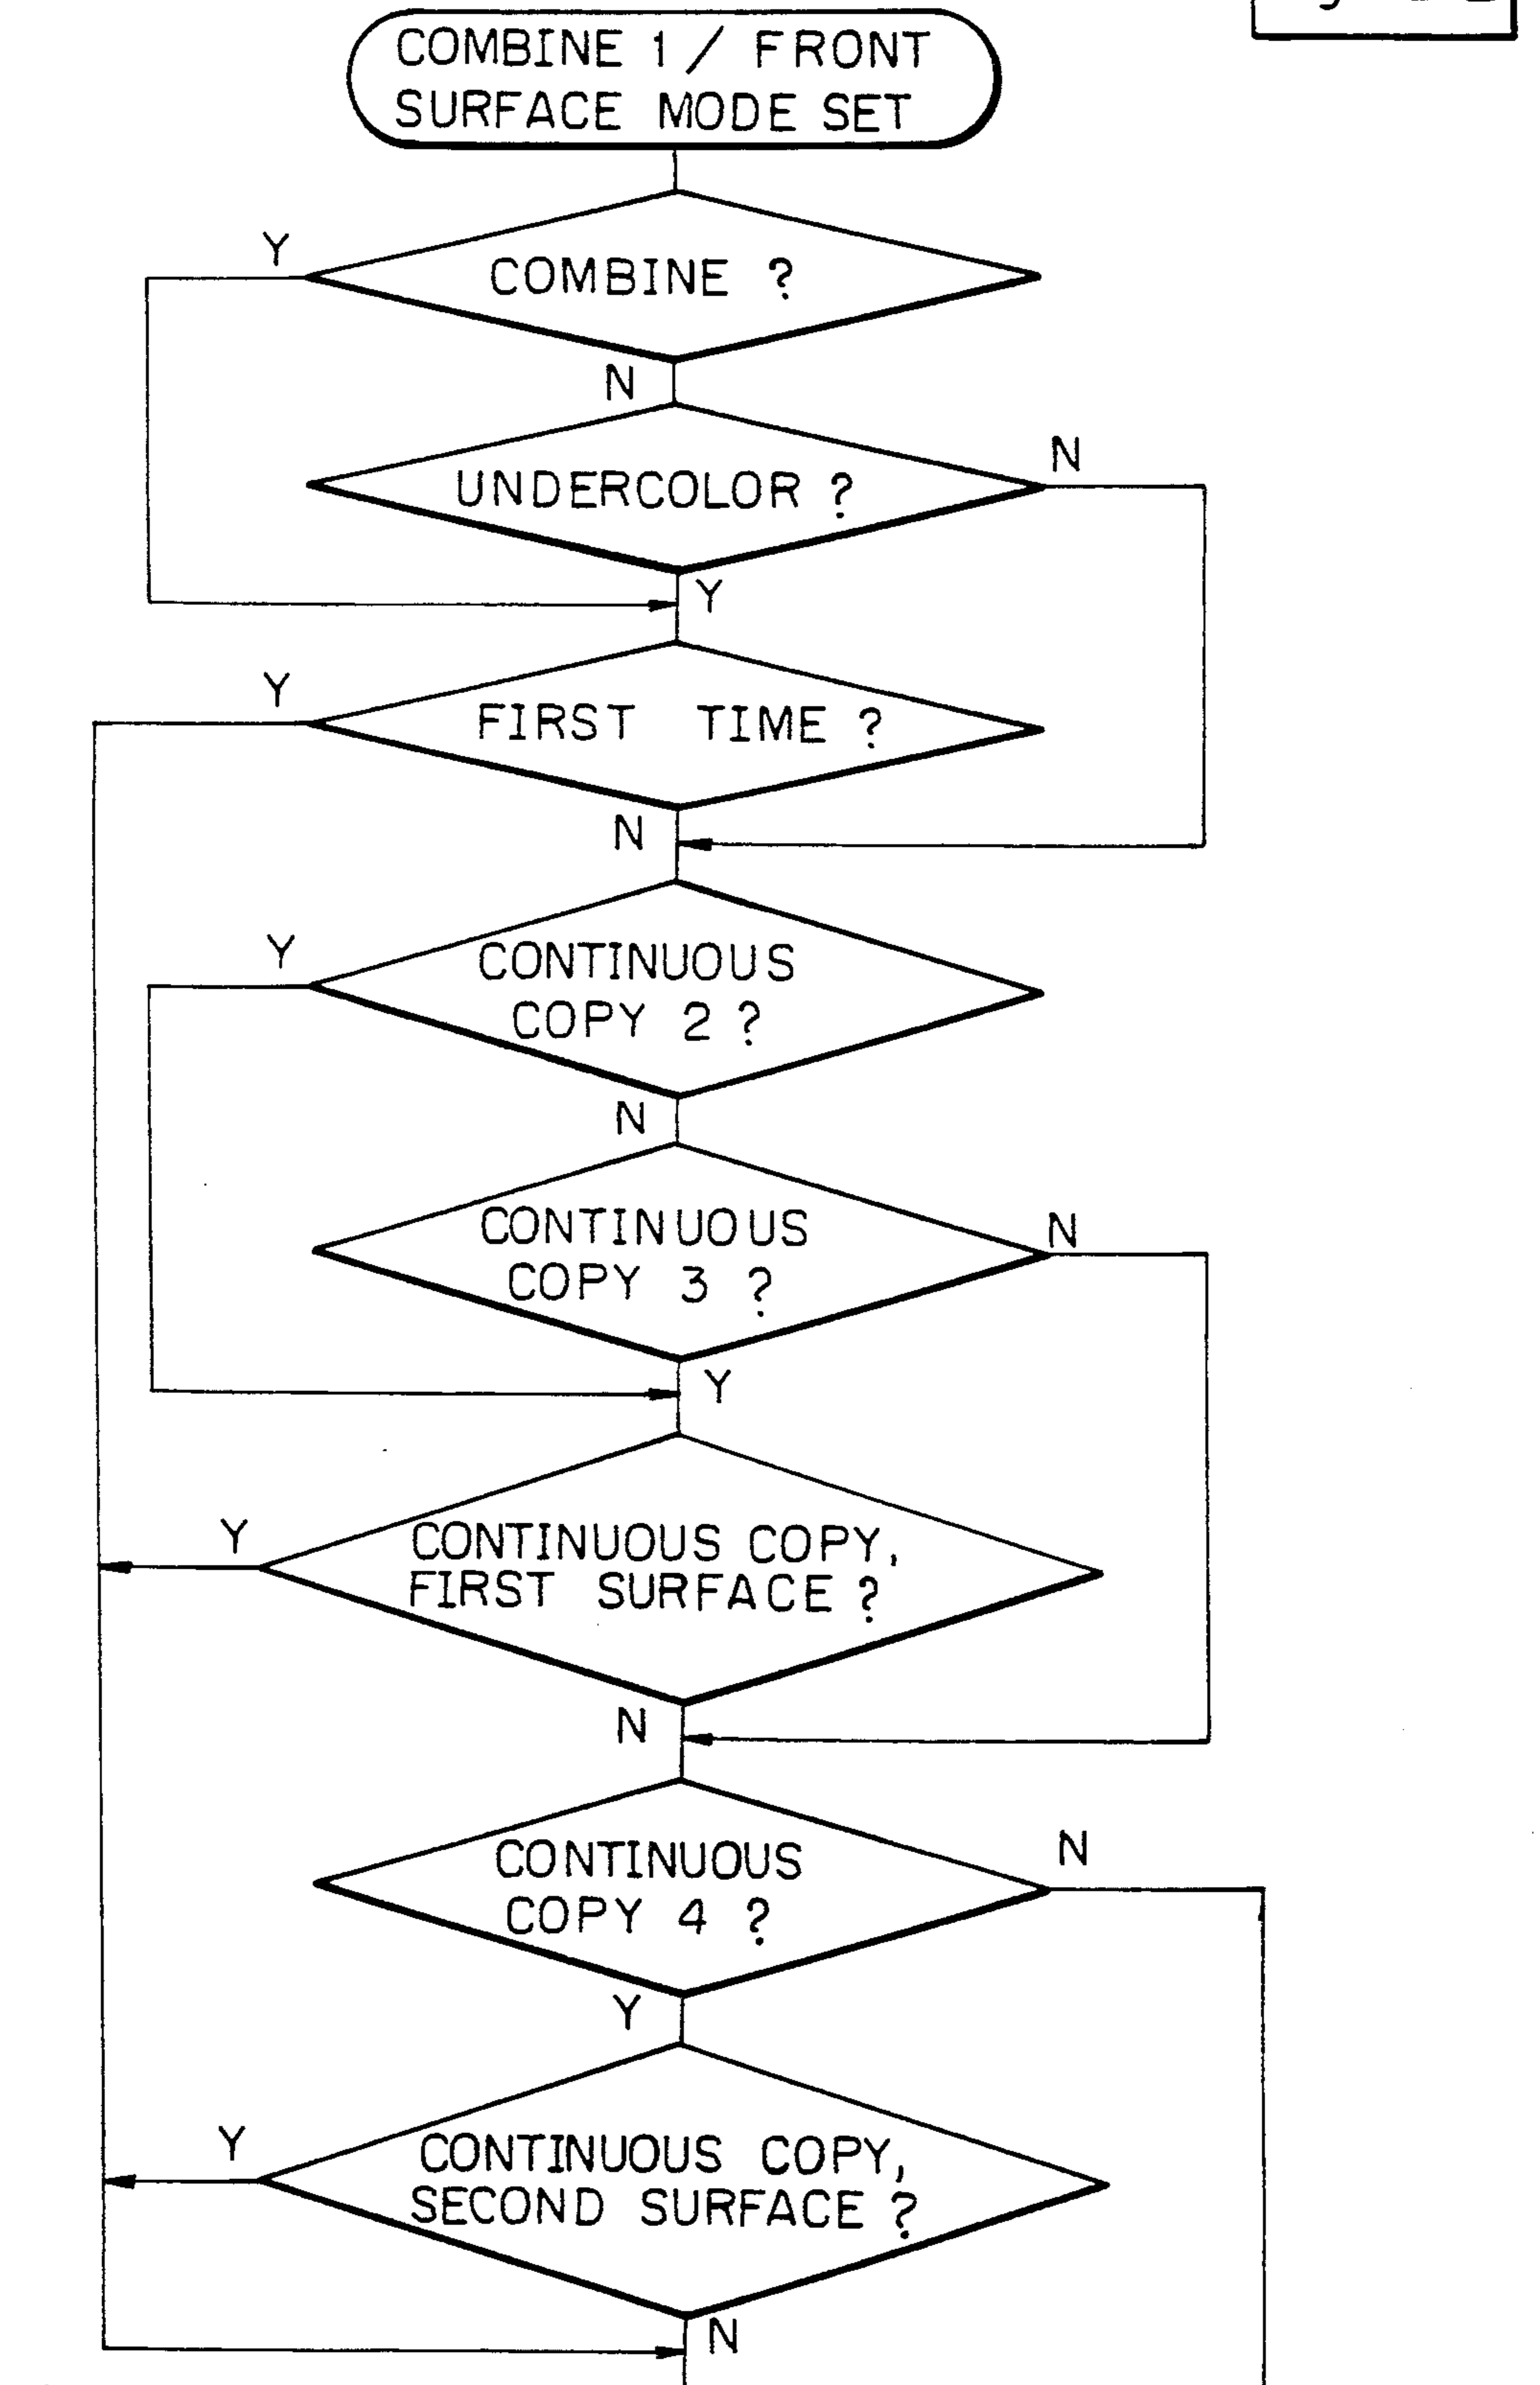 COMBINE 1 / FRONT
SURFACE MODE SET
Y
COMBINE ?
N
N
UNDERCOLOR ?
Y
Y
FIRST TIME ?
N
Y
CONTINUOUS
COPY 2 ?
N
N
CONTINUOUS
COPY 3 ?
Y
Y
CONTINUOUS COPY,
FIRST SURFACE ?
N
N
CONTINUOUS
COPY 4 ?
Y
Y
CONTINUOUS COPY,
SECOND SURFACE ?
N